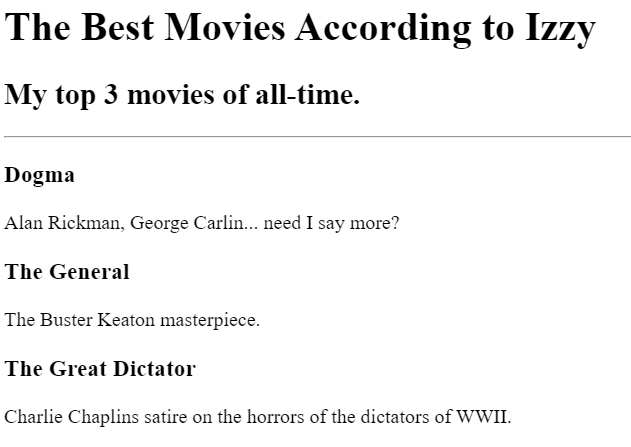 The Best Movies According to Izzy
My top 3 movies of all-time.
Dogma
Alan Rickman, George Carlin... need I say more?
The General
The Buster Keaton masterpiece.
The Great Dictator
Charlie Chaplins satire on the horrors of the dictators of WWII.